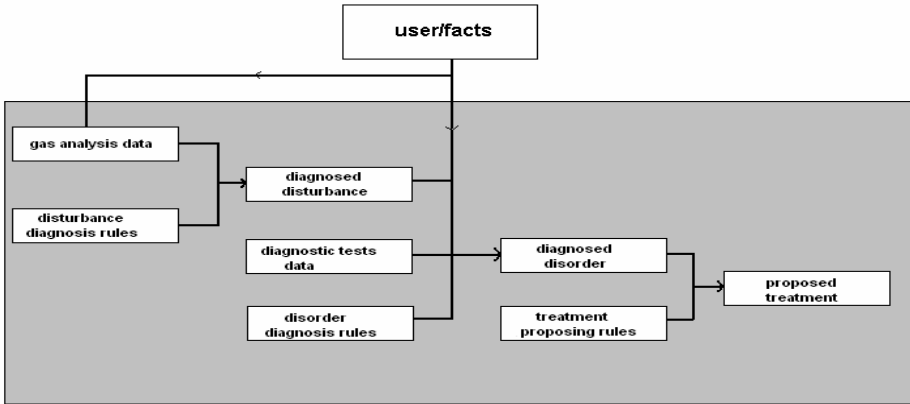 user/facts
gas analysis data
disturbance
diagnosis rules
diagnosed
disturbance
diagnostic tests
data
disorder
diagnosis rules
diagnosed
disorder
treatment
proposing rules
proposed
treatment